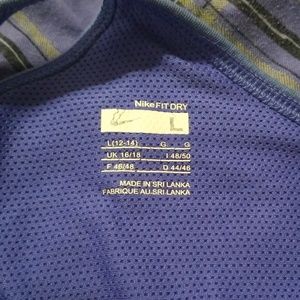 Nike FIT DRY
L
L(12-14) G G
UK 16/18 I 48/50
F 46/48 D 44/46
MADE IN SRI LANKA
FABRIQUE AU SRI LANKA